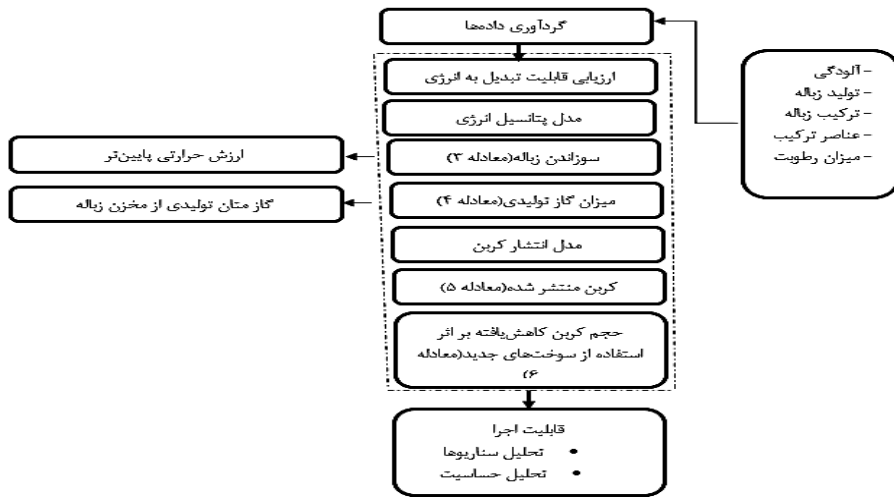 گردآوری داده‌ها
– آلودگی
– تولید زباله
– ترکیب زباله
– عناصر ترکیب
– میزان رطوبت
ارزیابی قابلیت تبدیل به انرژی
مدل پتانسیل انرژی
سوزاندن زباله(معادله ۳)
ارزش حرارتی پایین‌تر
میزان گاز تولیدی(معادله ۴)
گاز متان تولیدی از مخزن زباله
مدل انتشار کربن
کربن منتشر شده(معادله ۵)
حجم کربن کاهش‌یافته بر اثر
استفاده از سوخت‌های جدید(معادله
۶)
قابلیت اجرا
• تحلیل سناریوها
• تحلیل حساسیت